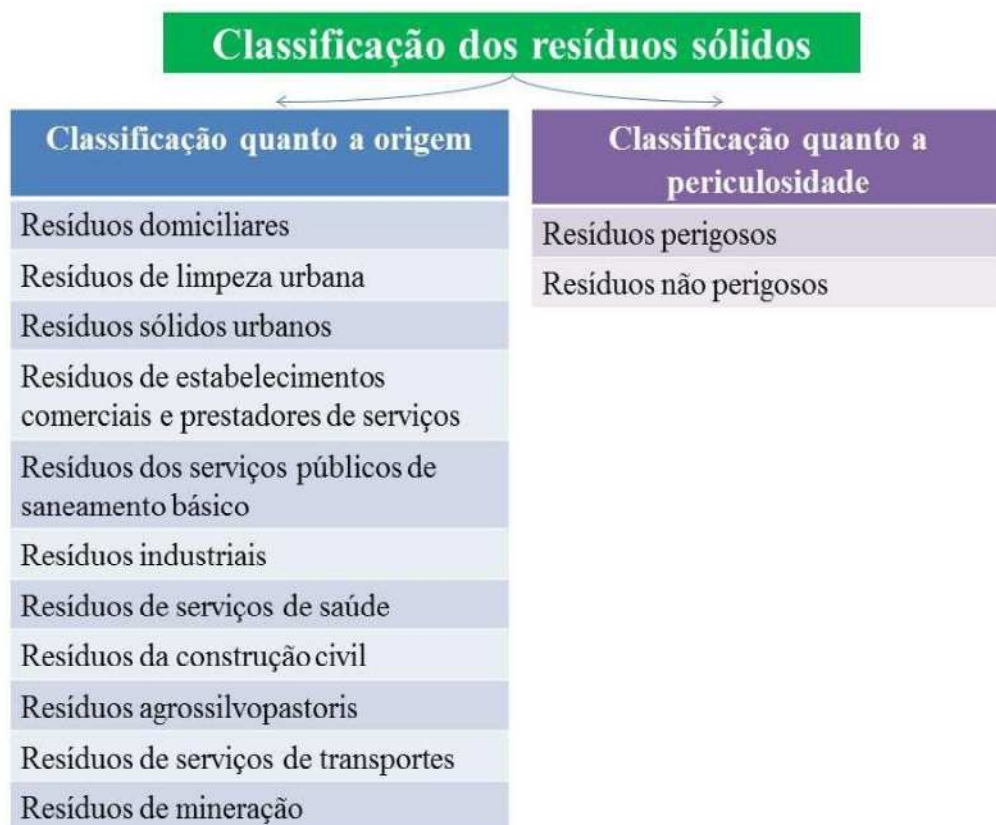 Classificação dos resíduos sólidos
Classificação quanto a origem
Resíduos domiciliares
Resíduos de limpeza urbana
Resíduos sólidos urbanos
Resíduos de estabelecimentos
comerciais e prestadores de serviços
Resíduos dos serviços públicos de
saneamento básico
Resíduos industriais
Resíduos de serviços de saúde
Resíduos da construção civil
Resíduos agrossilvopastoris
Resíduos de serviços de transportes
Resíduos de mineração
Classificação quanto a
periculosidade
Resíduos perigosos
Resíduos não perigosos